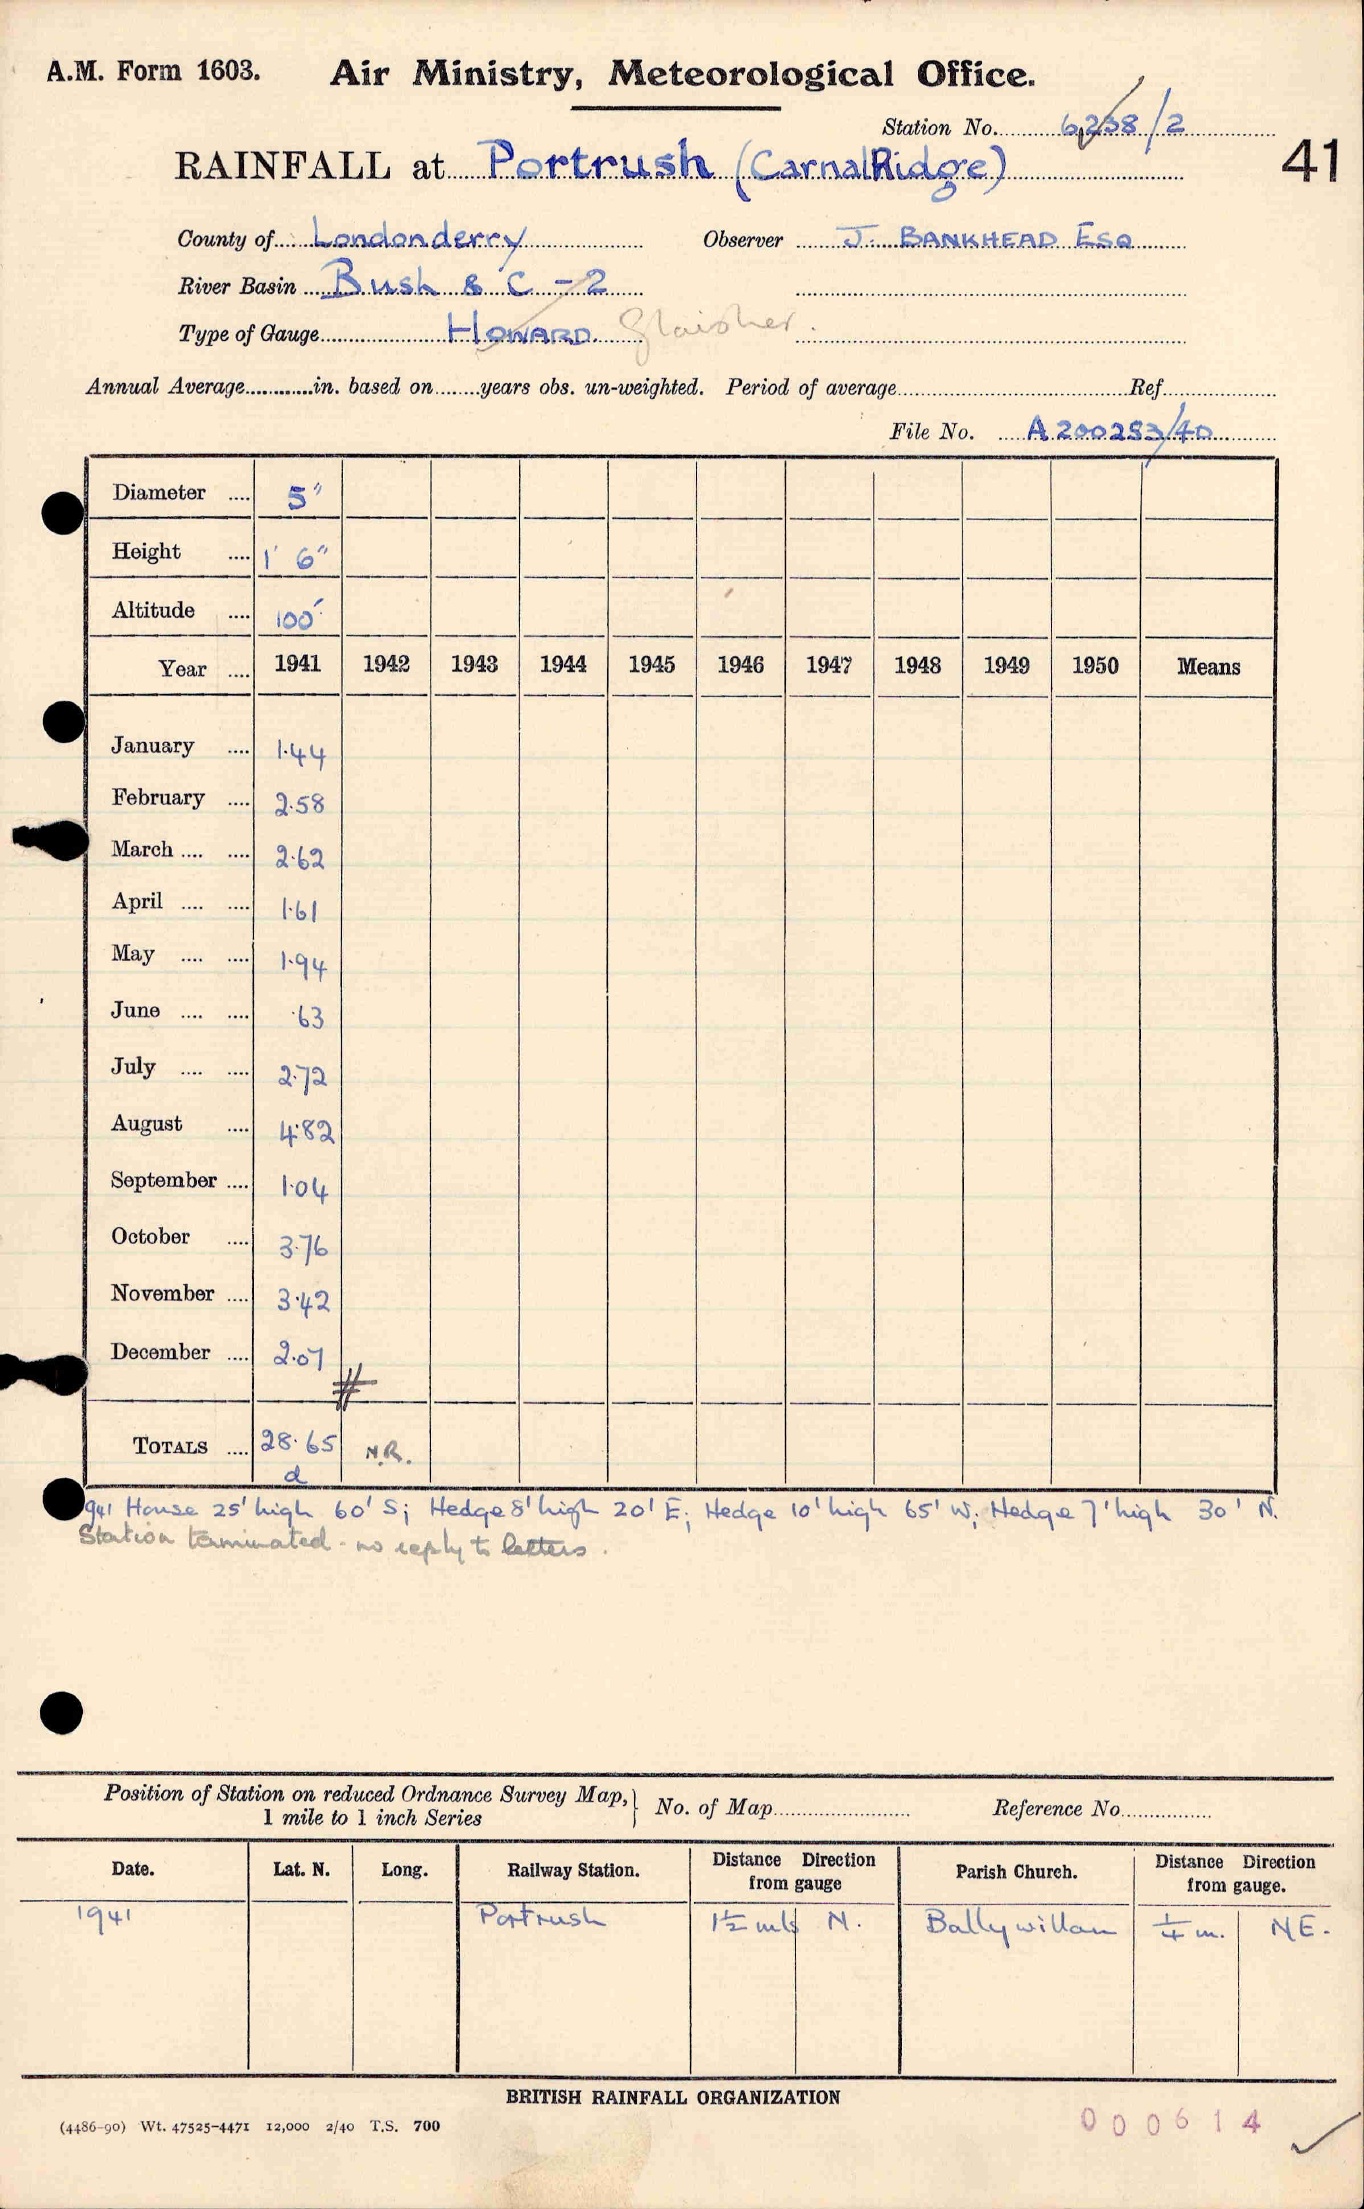 A.M. Form 1603. Air Ministry, Meteorological Office.
Station No. 6238/2
RAINFALL at Portrush (Carnal Ridge) 41
County of Londonderry Observer J. BANKHEAD ESQ
River Basin Bush & C - 2
Type of Gauge HOWARD. Glaisher.
Annual Average in. based on years obs. un-weighted. Period of average Ref.
File No. A 200253/40
Diameter 5"
Height 1' 6"
Altitude 100'
Year 1941 1942 1943 1944 1945 1946 1947 1948 1949 1950 Means
January 1.44
February 2.58
March 2.62
April 1.61
May 1.94
June .63
July 2.72
August 4.82
September 1.04
October 3.76
November 3.42
December 2.07
#
TOTALS 28.65 N.R.
d
1941 House 25' high 60' S; Hedge 8' high 20' E; Hedge 10' high 65' W; Hedge 7' high 30' N.
Station terminated - no reply to letters.
Position of Station on reduced Ordnance Survey Map, No. of Map Reference No.
1 mile to 1 inch Series
Date. Lat. N. Long. Railway Station. Distance Direction from gauge Parish Church. Distance Direction from gauge.
1941 Portrush 1½ mls N. Ballywillan ¼ m. NE.
BRITISH RAINFALL ORGANIZATION
(4486-90) Wt. 47525-4471 12,000 2/40 T.S. 700
000614